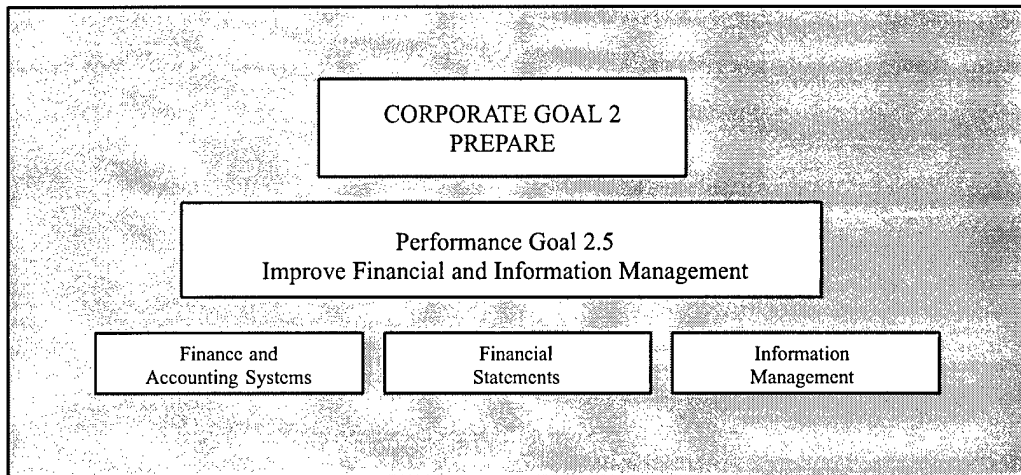 CORPORATE GOAL 2
PREPARE
Performance Goal 2.5
Improve Financial and Information Management
Finance and
Accounting Systems
Financial
Statements
Information
Management